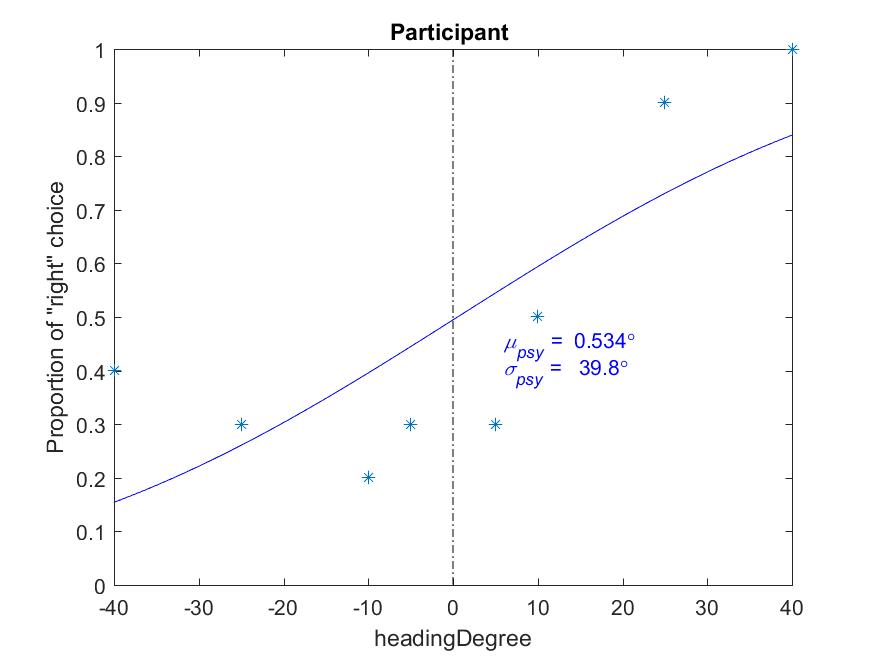 Participant
1
0.9
0.8
0.7
0.6
0.5
0.4
0.3
0.2
0.1
0
Proportion of "right" choice
μpsy = 0.534°
σpsy = 39.8°
-40 -30 -20 -10 0 10 20 30 40
headingDegree